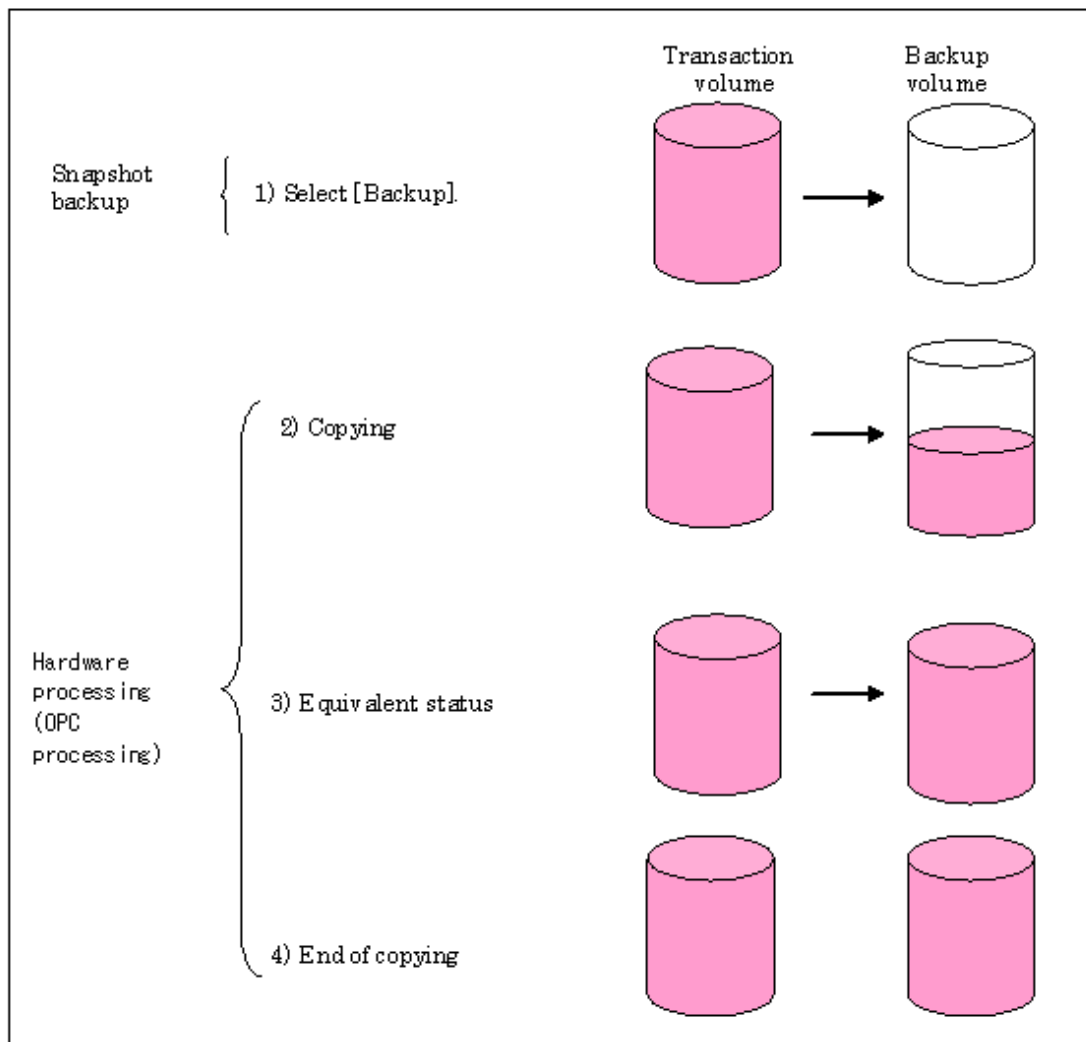 Transaction
volume
Backup
volume
Snapshot
backup
1) Select [Backup].
2) Copying
Hardware
processing
(OPC
processing)
3) Equivalent status
4) End of copying